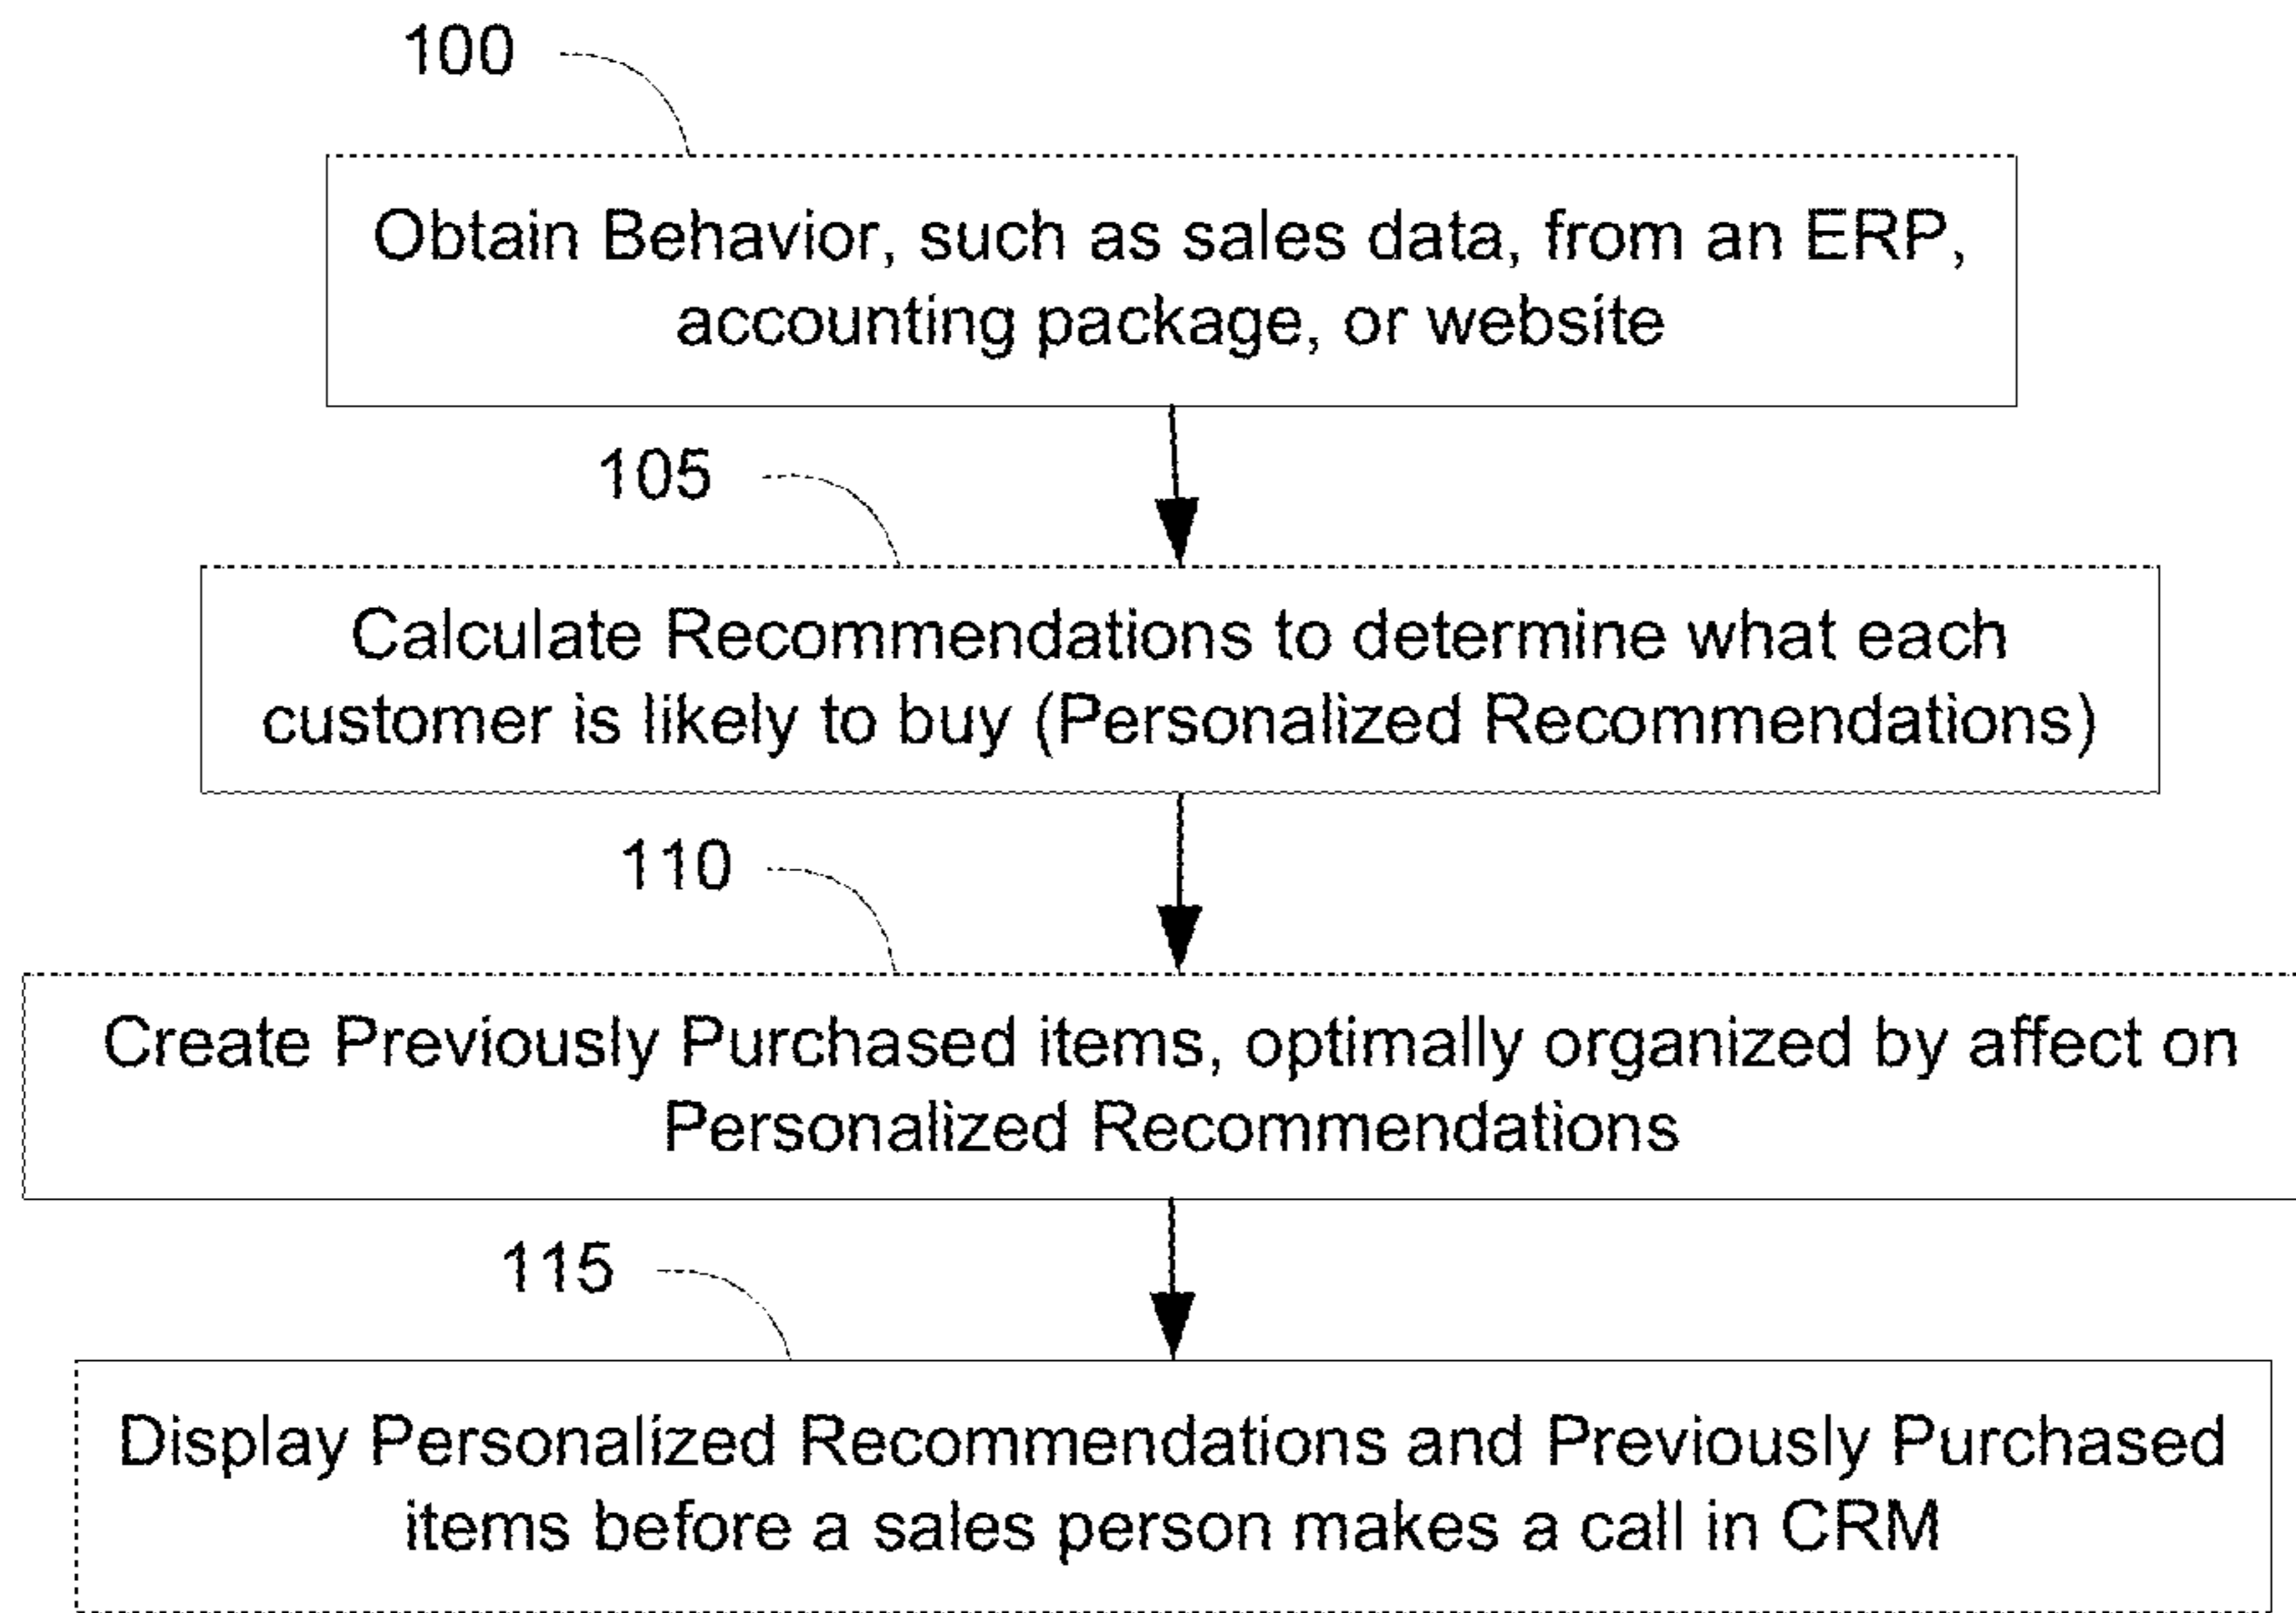 100
Obtain Behavior, such as sales data, from an ERP,
accounting package, or website
105
Calculate Recommendations to determine what each
customer is likely to buy (Personalized Recommendations)
110
Create Previously Purchased items, optimally organized by affect on
Personalized Recommendations
115
Display Personalized Recommendations and Previously Purchased
items before a sales person makes a call in CRM